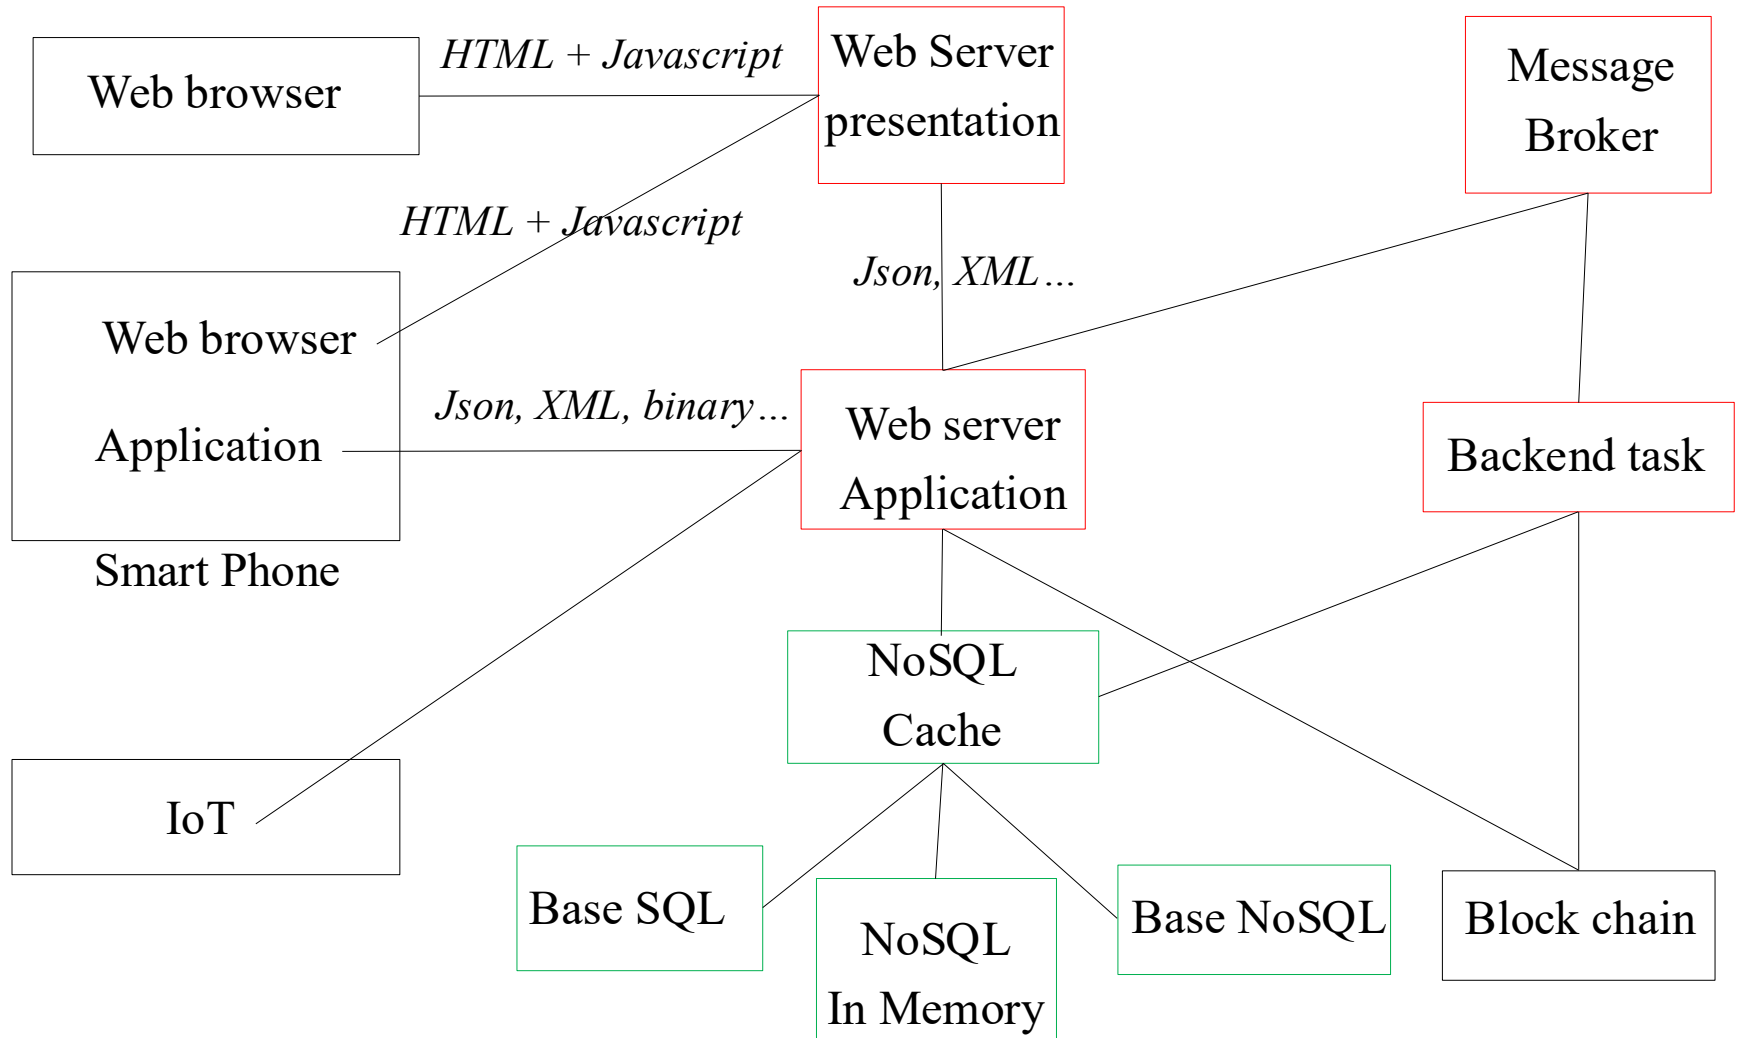 Web browser
HTML + Javascript
Web Server
presentation
Message
Broker
HTML + Javascript
Json, XML…
Web browser
Application
Smart Phone
Json, XML, binary…
Web server
Application
Backend task
NoSQL
Cache
IoT
Base SQL
NoSQL
In Memory
Base NoSQL
Block chain